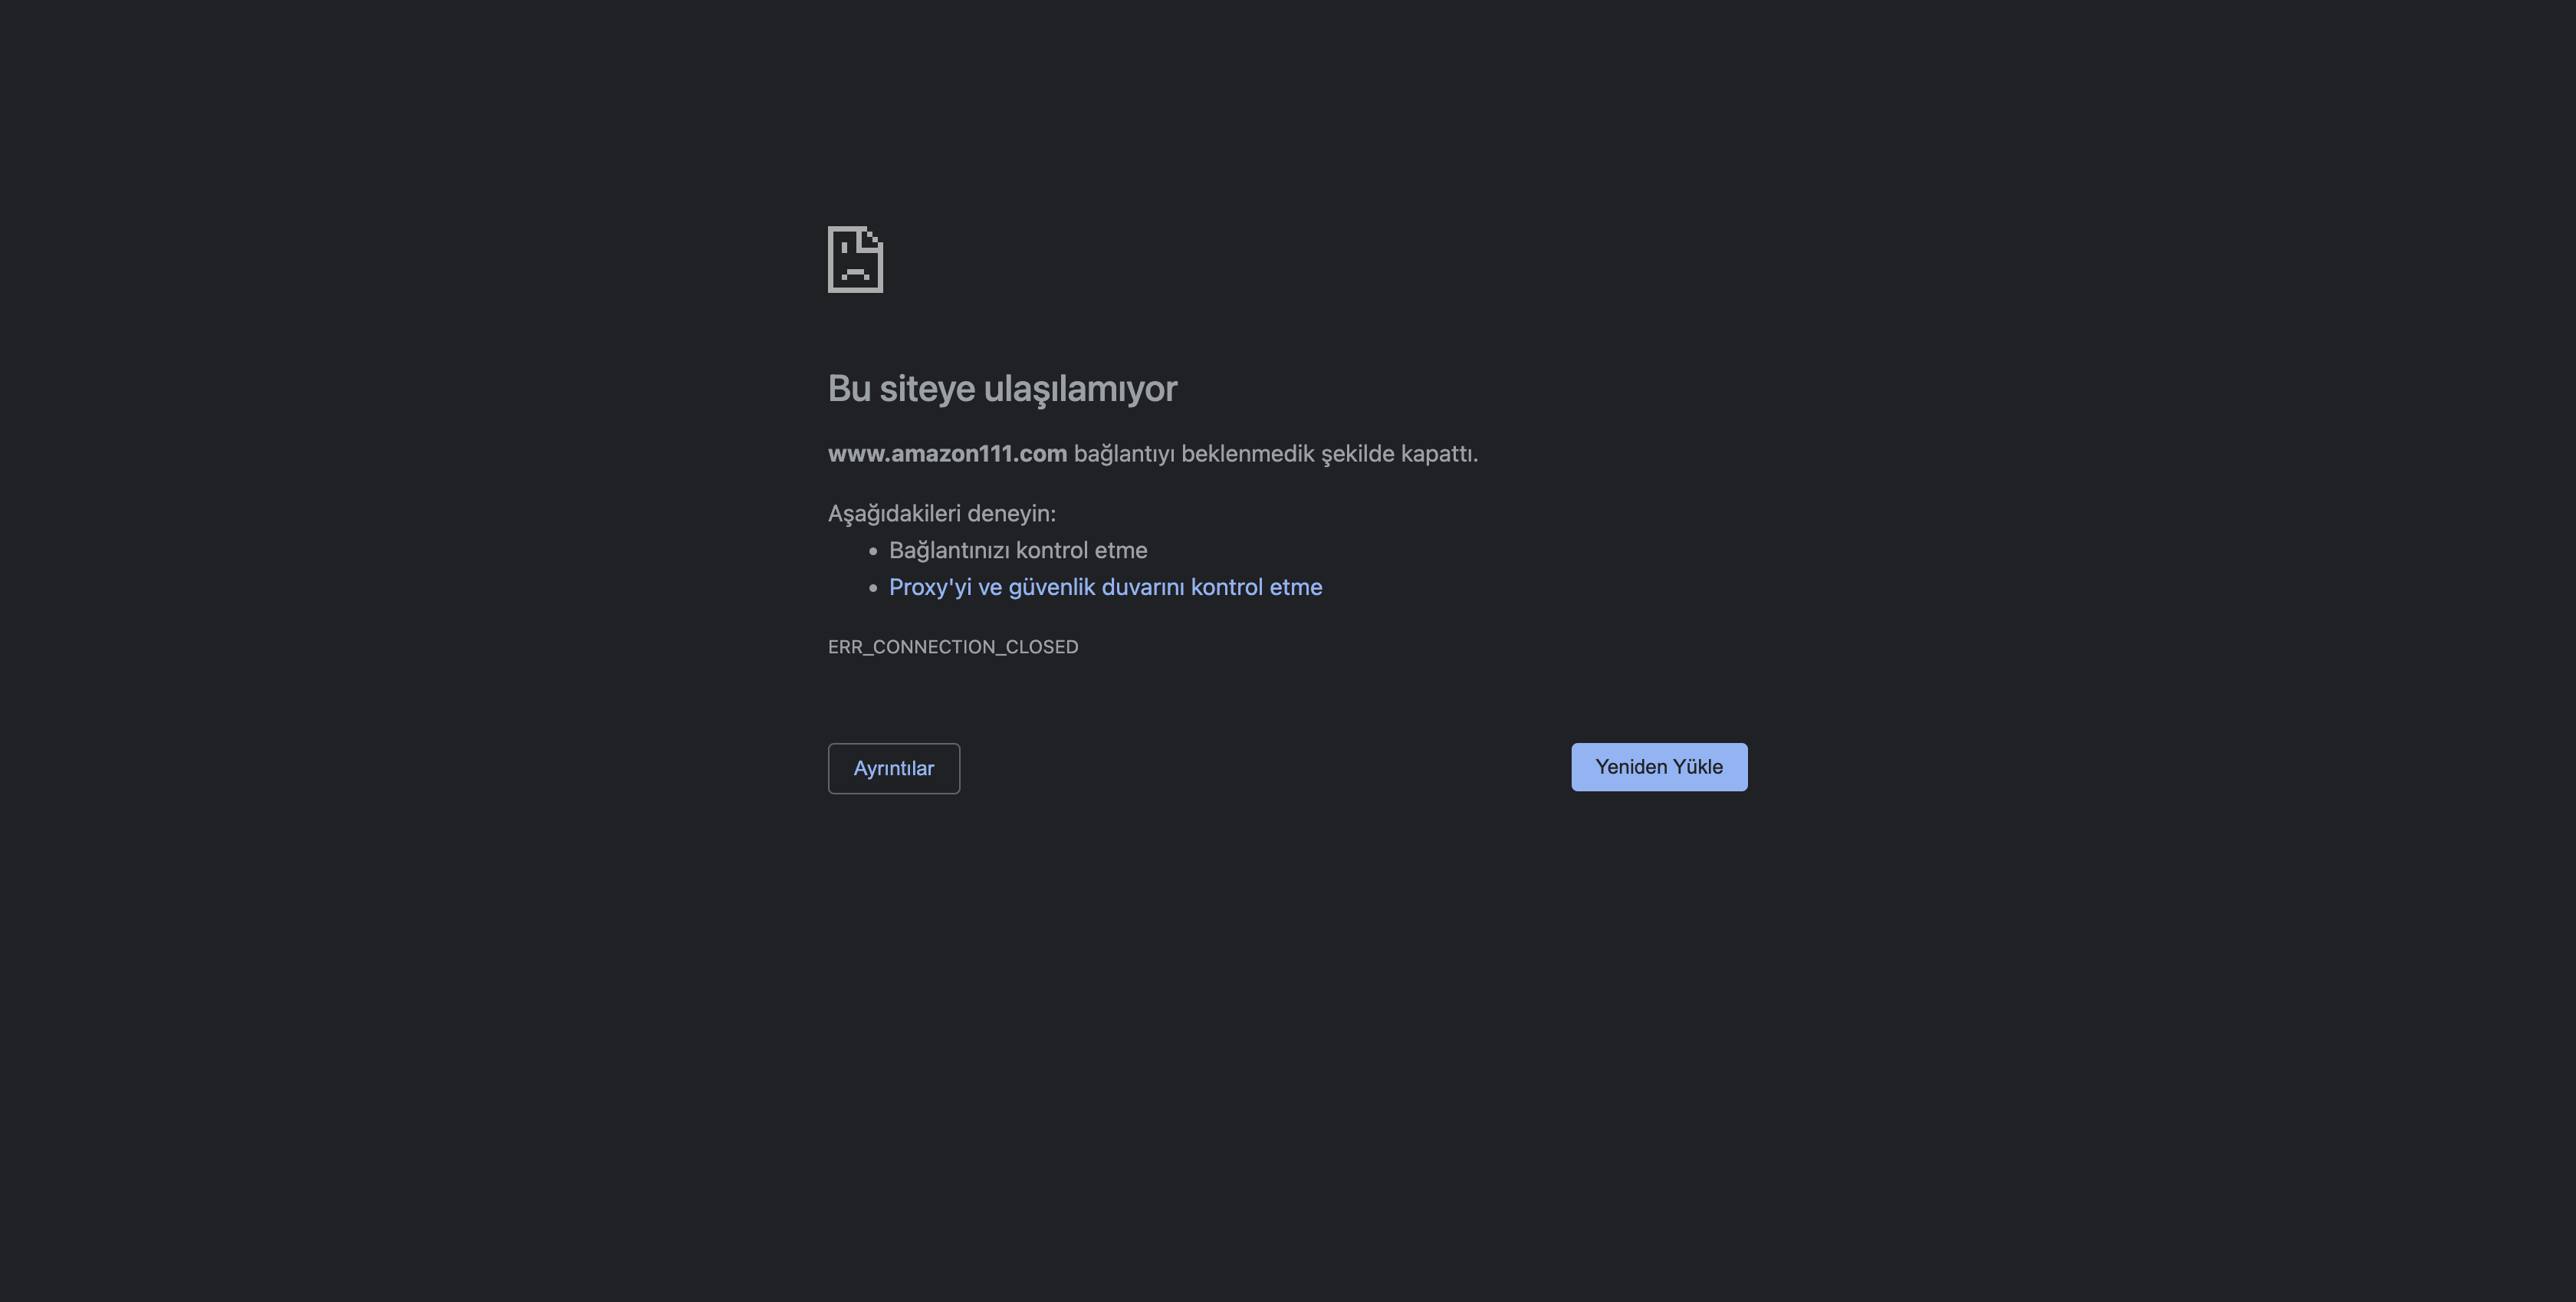 Bu siteye ulaşılamıyor
www.amazon111.com bağlantıyı beklenmedik şekilde kapattı.
Aşağıdakileri deneyin:
• Bağlantınızı kontrol etme
• Proxy'yi ve güvenlik duvarını kontrol etme
ERR_CONNECTION_CLOSED
Ayrıntılar
Yeniden Yükle